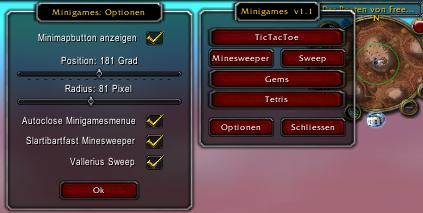 Minigames: Optionen
Minimapbutton anzeigen
Position: 181 Grad
Radius: 81 Pixel
Autoclose Minigamesmenue
Slartibartfast Minesweeper
Vallerius Sweep
Ok
Minigames v1.1
TicTacToe
Minesweeper
Sweep
Gems
Tetris
Optionen
Schliessen
von Free...
N